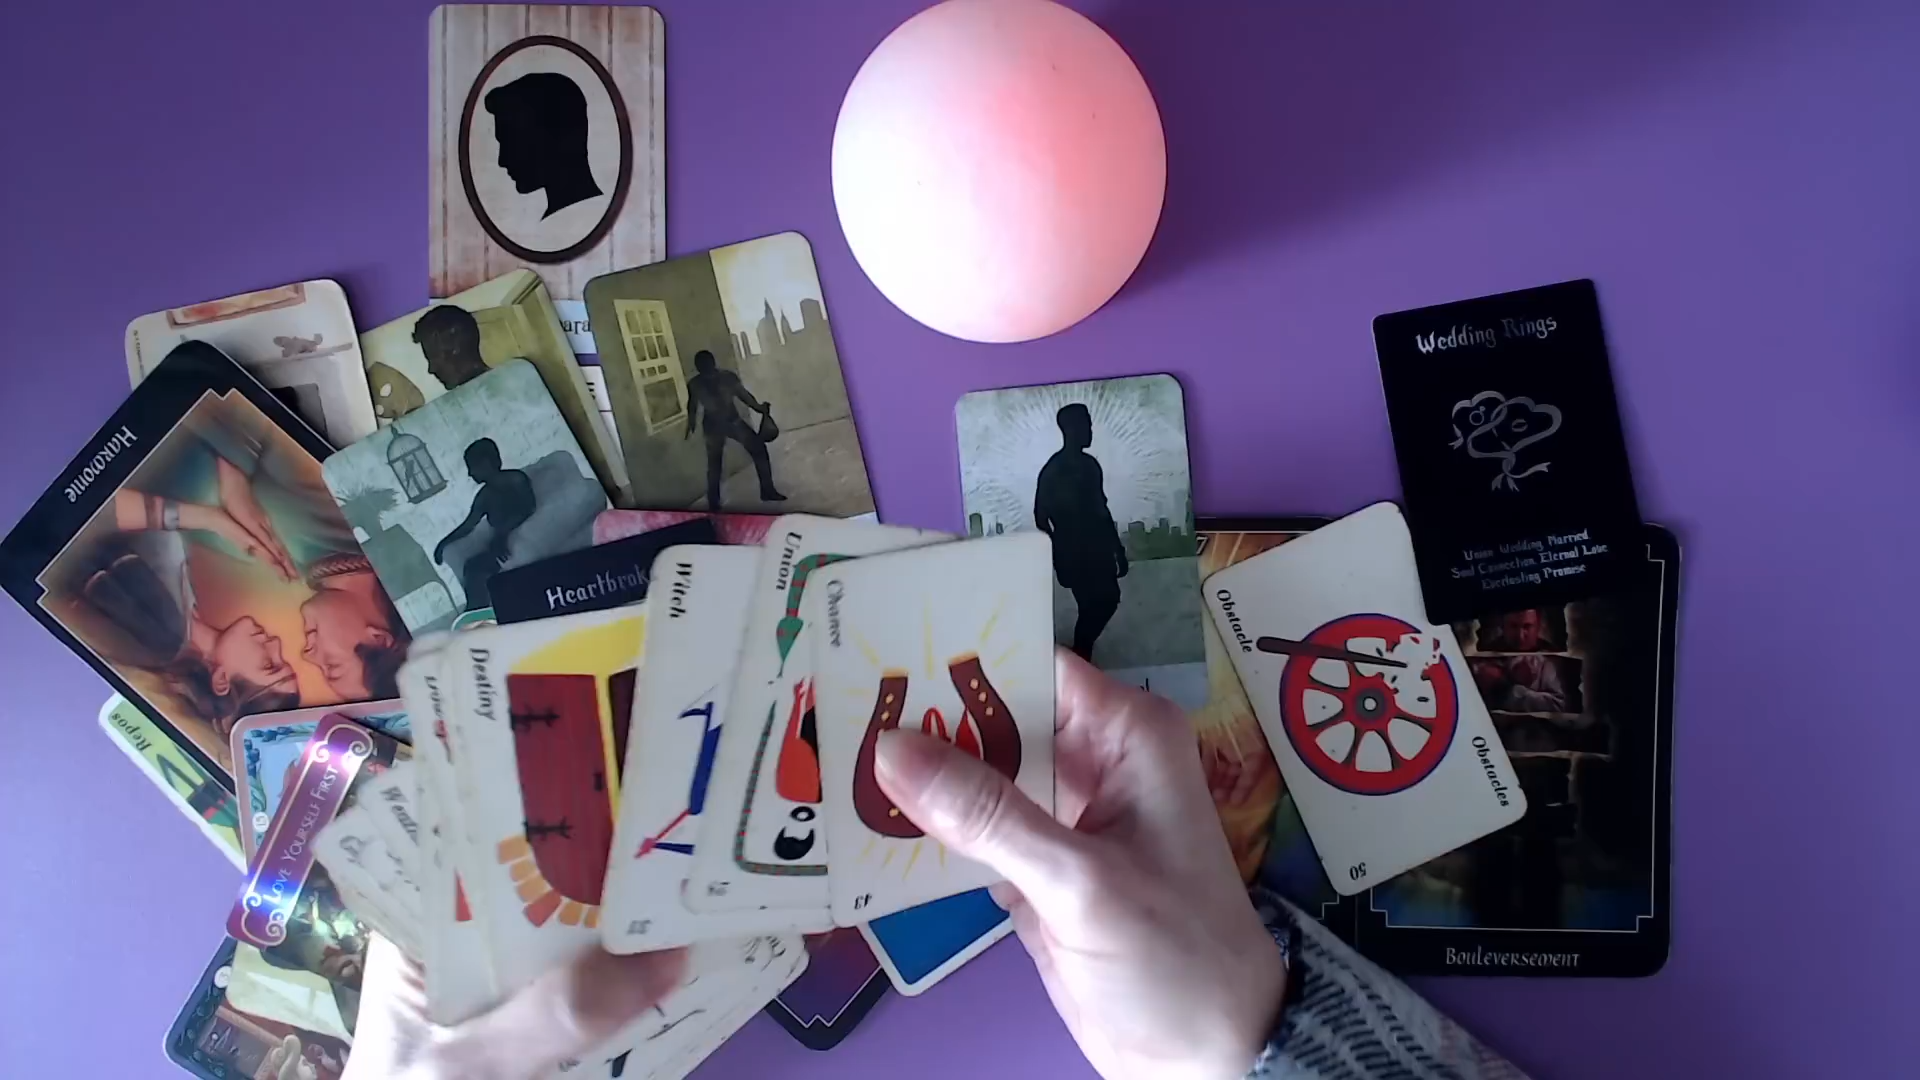 Wedding Rings
Union Wedding Married
Soul Connection, Eternal Love
Everlasting Promise
Harmonie
Heartbrok
Union
Witch
Chance
Obstacle
Obstacles
50
Destiny
Repos
Love Yourself First
43
Bouleversement